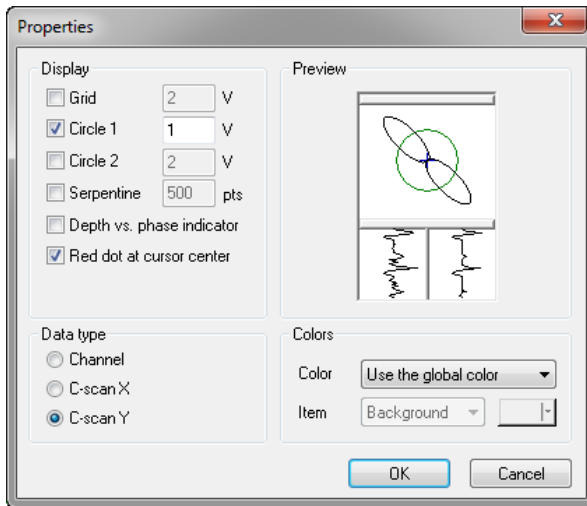 Properties
Display
Grid 2 V
Circle 1 1 V
Circle 2 2 V
Serpentine 500 pts
Depth vs. phase indicator
Red dot at cursor center
Preview
Data type
Channel
C-scan X
C-scan Y
Colors
Color Use the global color
Item Background
OK Cancel